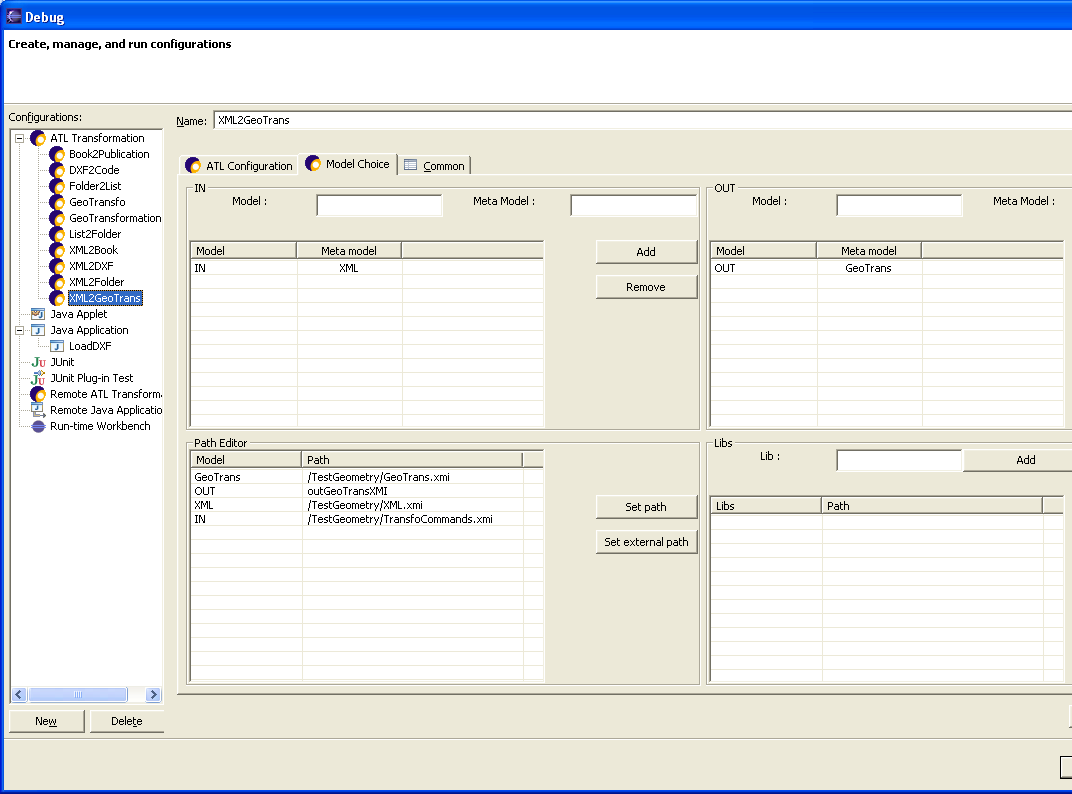 Debug
Create, manage, and run configurations
Configurations:
ATL Transformation
Book2Publication
DXF2Code
Folder2List
GeoTransfo
GeoTransformation
List2Folder
XML2Book
XML2DXF
XML2Folder
XML2GeoTrans
Java Applet
Java Application
LoadDXF
JUnit
JUnit Plug-in Test
Remote ATL Transforma
Remote Java Applicatio
Run-time Workbench
New
Delete
Name: XML2GeoTrans
ATL Configuration Model Choice Common
IN
Model : Meta Model :
Model Meta model
IN XML
Add
Remove
OUT
Model : Meta Model :
Model Meta model
OUT GeoTrans
Path Editor
Model Path
GeoTrans /TestGeometry/GeoTrans.xmi
OUT outGeoTransXMI
XML /TestGeometry/XML.xmi
IN /TestGeometry/TransfoCommands.xmi
Set path
Set external path
Libs
Lib : Add
Libs Path